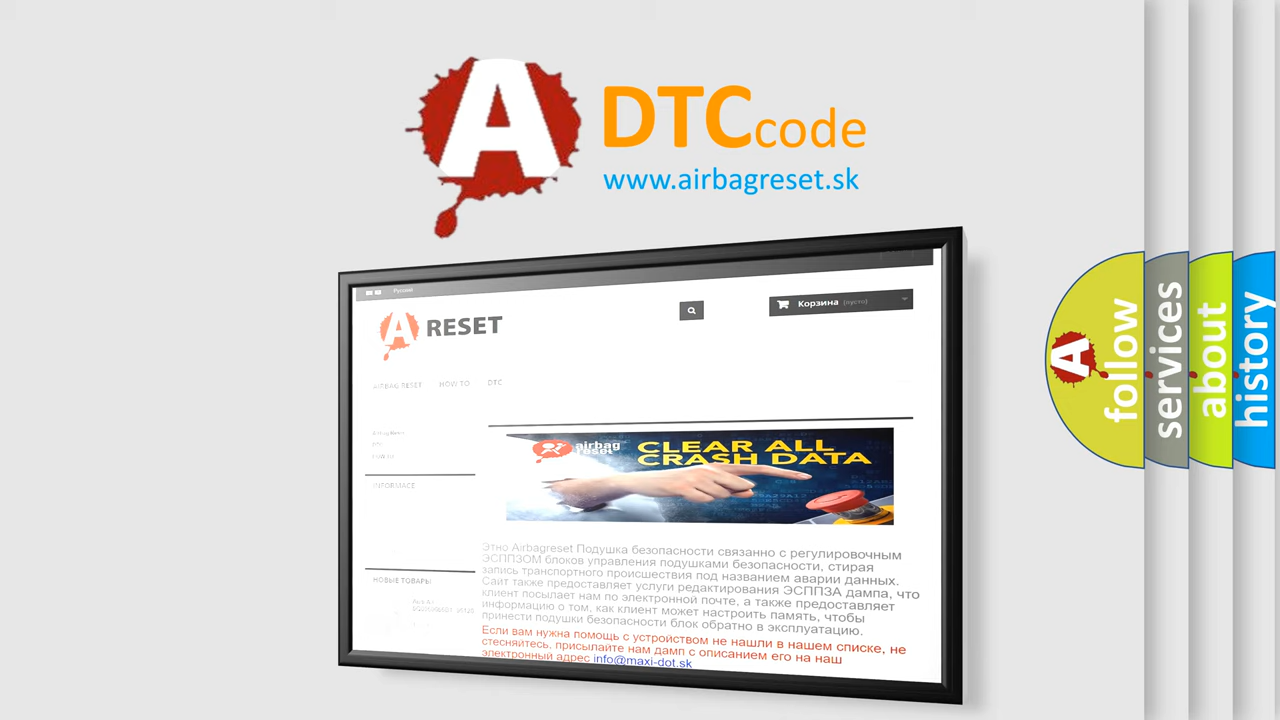 A
DTC code
www.airbagreset.sk
Русский
A RESET
Корзина (пусто)
AIRBAG RESET HOW TO DTC
INFORMACE
airbag
reset
CLEAR ALL
CRASH DATA
Этно Airbagreset Подушка безопасности связанно с регулировочным
ЭСППЗОМ блоков управления подушками безопасности, стирая
запись транспортного происшествия под названием аварии данных.
Сайт также предоставляет услуги редактирования ЭСППЗА дампа, что
клиент посылает нам по электронной почте, а также предоставляет
информацию о том, как клиент может настроить память, чтобы
принести подушки безопасности блок обратно в эксплуатацию.
НОВЫЕ ТОВАРЫ
Если вам нужна помощь с устройством не нашли в нашем списке, не
стесняйтесь, присылайте нам дамп с описанием его на наш
электронный адрес info@maxi-dot.sk
A
follow
services
about
history